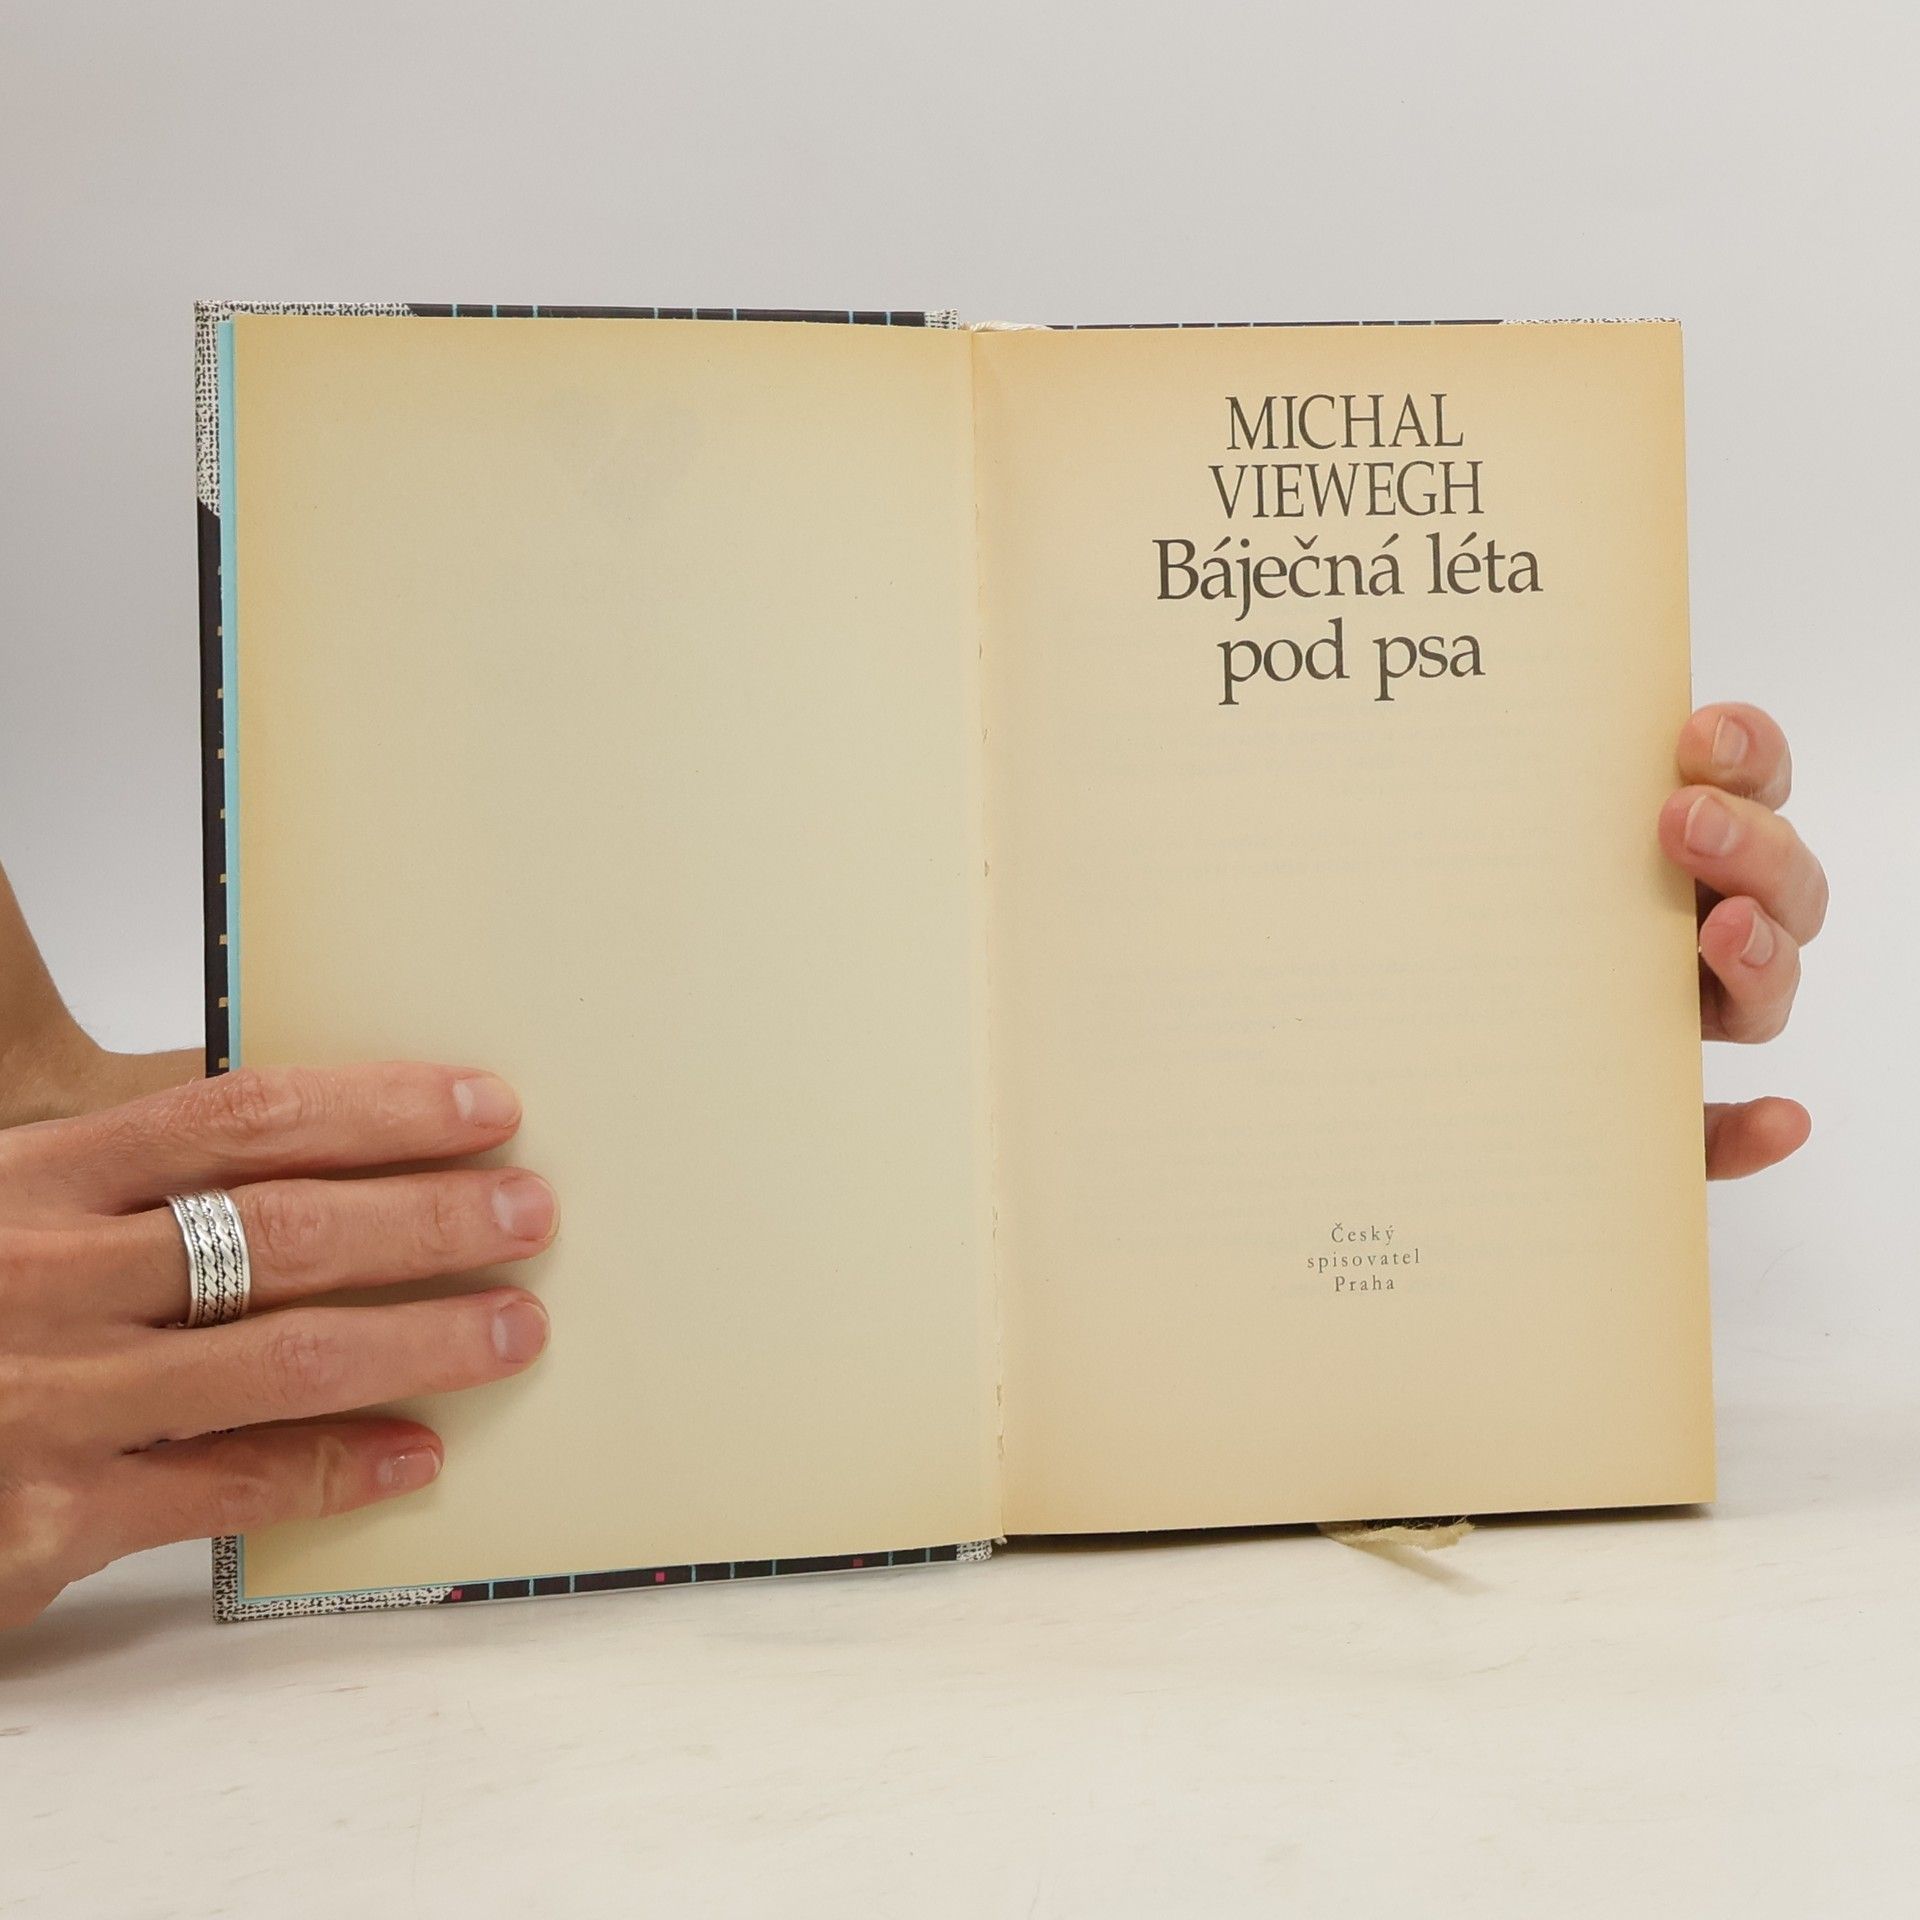 MICHAL
VIEWEGH
Báječná léta
pod psa
Český
spisovatel
Praha